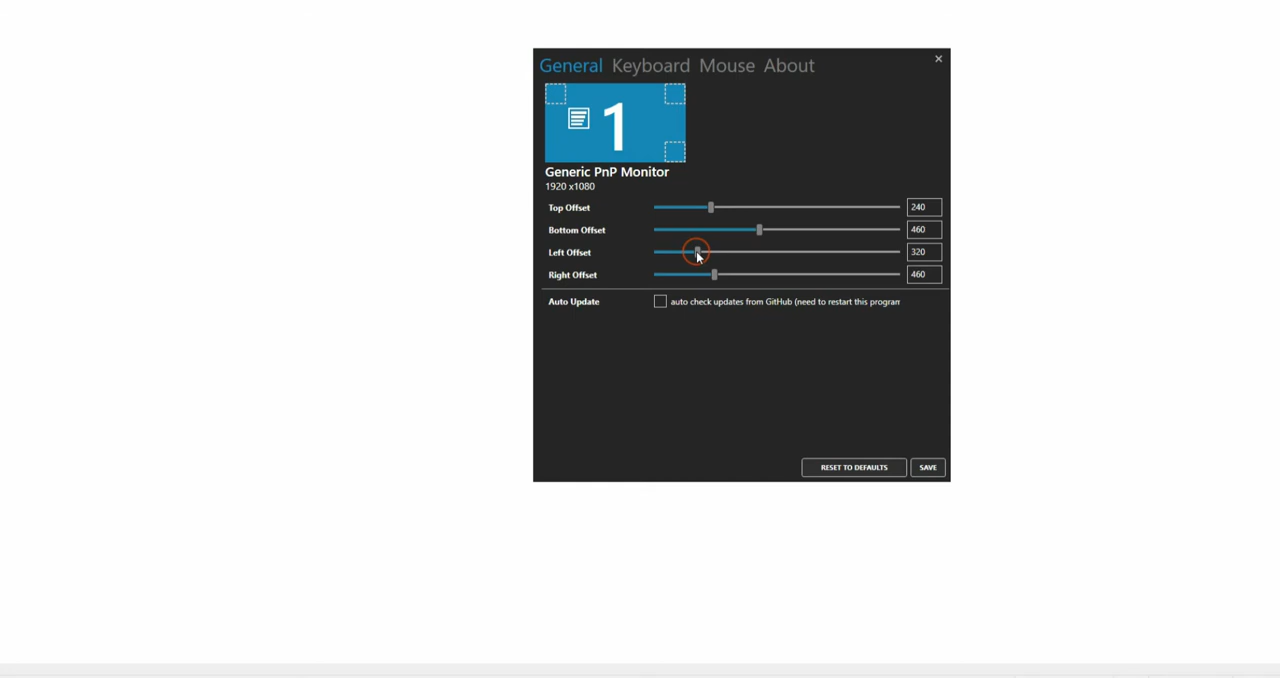 General Keyboard Mouse About
1
Generic PnP Monitor
1920 x1080
Top Offset 240
Bottom Offset 460
Left Offset 320
Right Offset 460
Auto Update auto check updates from GitHub (need to restart this program
RESET TO DEFAULTS SAVE